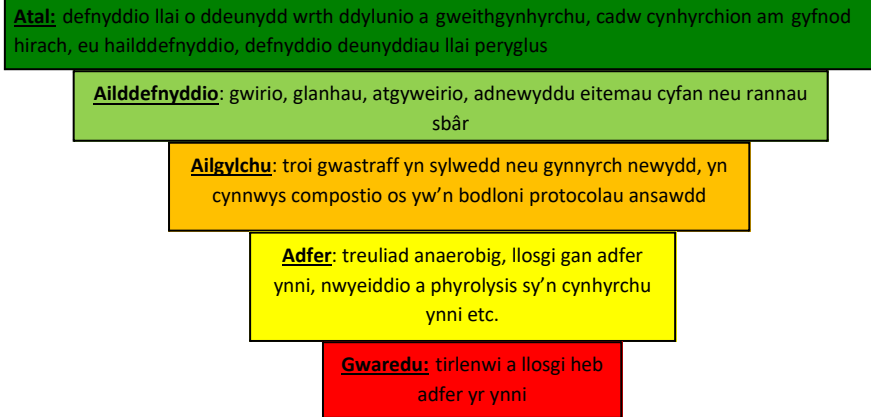 Atal: defnyddio llai o ddeunydd wrth ddylunio a gweithgynhyrchu, cadw cynhyrchion am gyfnod
hirach, eu hailddefnyddio, defnyddio deunyddiau llai peryglus
Ailddefnyddio: gwirio, glanhau, atgyweirio, adnewyddu eitemau cyfan neu rannau
sbâr
Ailgylchu: troi gwastraff yn sylwedd neu gynnyrch newydd, yn
cynnwys compostio os yw’n bodloni protocolau ansawdd
Adfer: treuliad anaerobig, llosgi gan adfer
ynni, nwyeiddio a phyrolysis sy’n cynhyrchu
ynni etc.
Gwaredu: tirlenwi a llosgi heb
adfer yr ynni